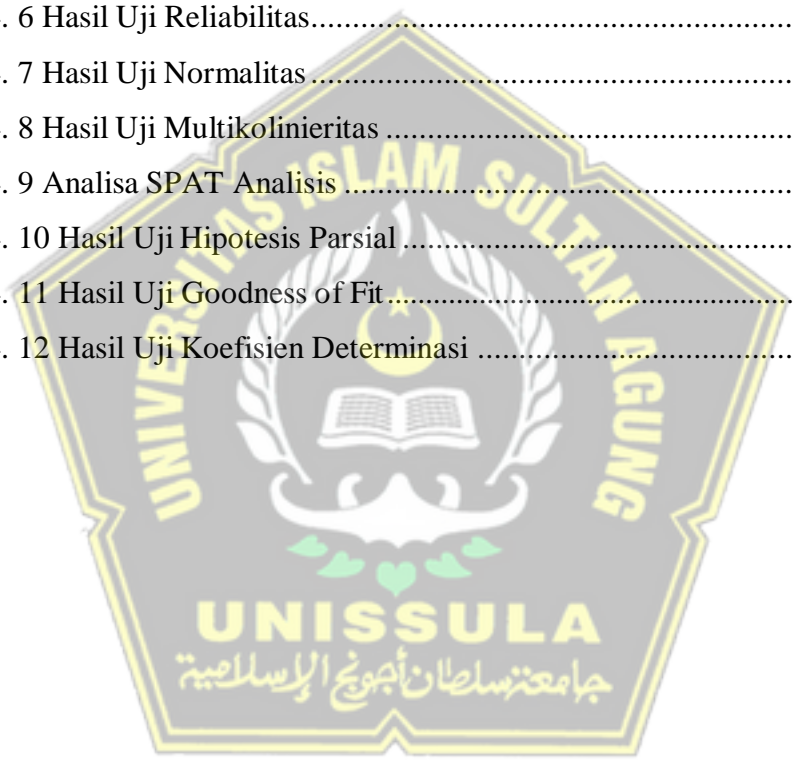 . 6 Hasil Uji Reliabilitas
. 7 Hasil Uji Normalitas
. 8 Hasil Uji Multikolinieritas
. 9 Analisa SPAT Analisis
. 10 Hasil Uji Hipotesis Parsial
. 11 Hasil Uji Goodness of Fit
. 12 Hasil Uji Koefisien Determinasi
UNIVERSITAS ISLAM SULTAN AGUNG
UNISSULA
جامعة سلطان أجونج الإسلامية